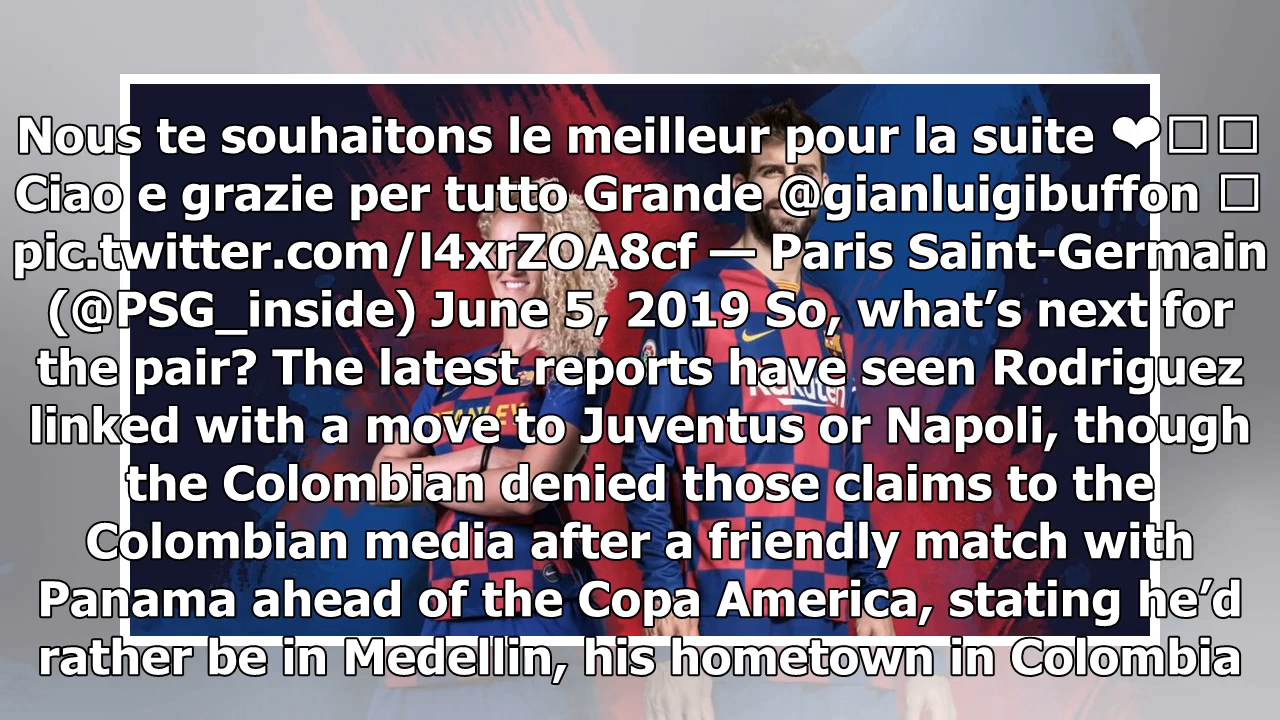 Nous te souhaitons le meilleur pour la suite ❤□□
Ciao e grazie per tutto Grande @gianluigibuffon □
pic.twitter.com/l4xrZOA8cf — Paris Saint-Germain
(@PSG_inside) June 5, 2019 So, what’s next for
the pair? The latest reports have seen Rodriguez
linked with a move to Juventus or Napoli, though
the Colombian denied those claims to the
Colombian media after a friendly match with
Panama ahead of the Copa America, stating he’d
rather be in Medellin, his hometown in Colombia
Rakuten
STANLEY